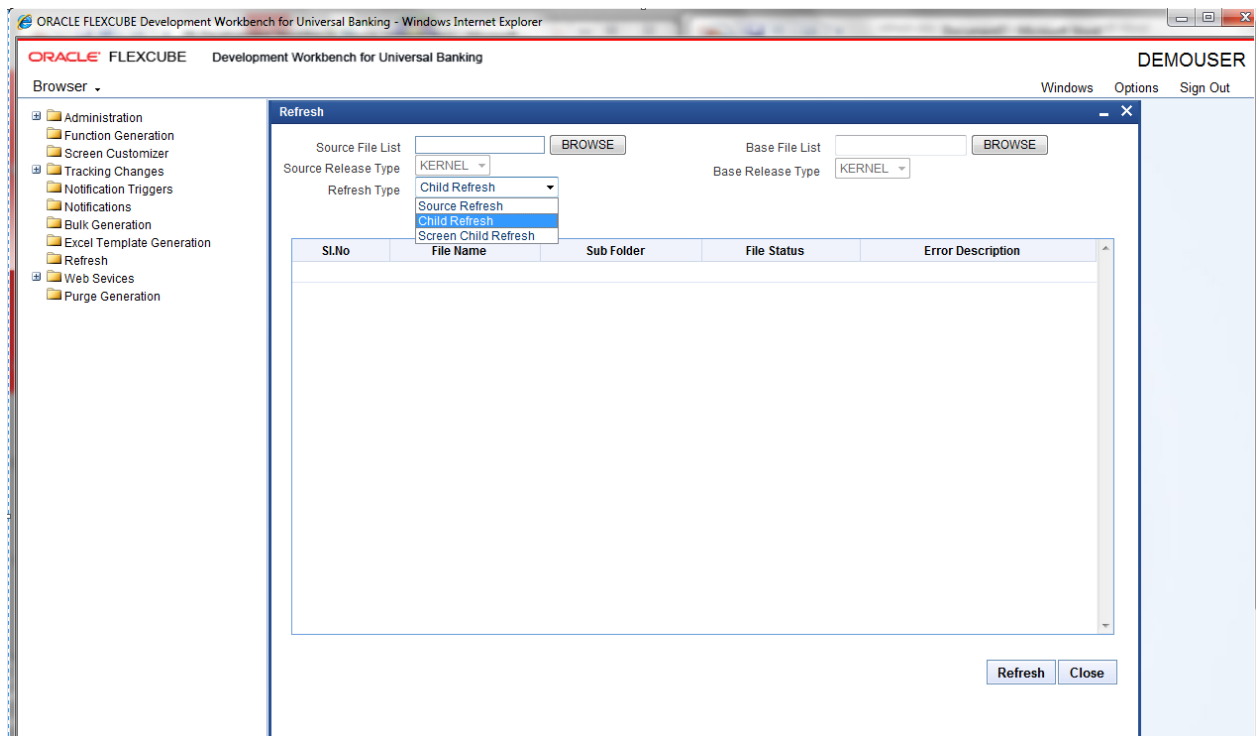 ORACLE FLEXCUBE Development Workbench for Universal Banking - Windows Internet Explorer
ORACLE FLEXCUBE Development Workbench for Universal Banking
DEMOUSER
Browser
Windows Options Sign Out
Administration
Function Generation
Screen Customizer
Tracking Changes
Notification Triggers
Notifications
Bulk Generation
Excel Template Generation
Refresh
Web Sevices
Purge Generation
Refresh
Source File List BROWSE Base File List BROWSE
Source Release Type KERNEL Base Release Type KERNEL
Refresh Type Child Refresh
Source Refresh
Child Refresh
Screen Child Refresh
Sl.No File Name Sub Folder File Status Error Description
Refresh Close